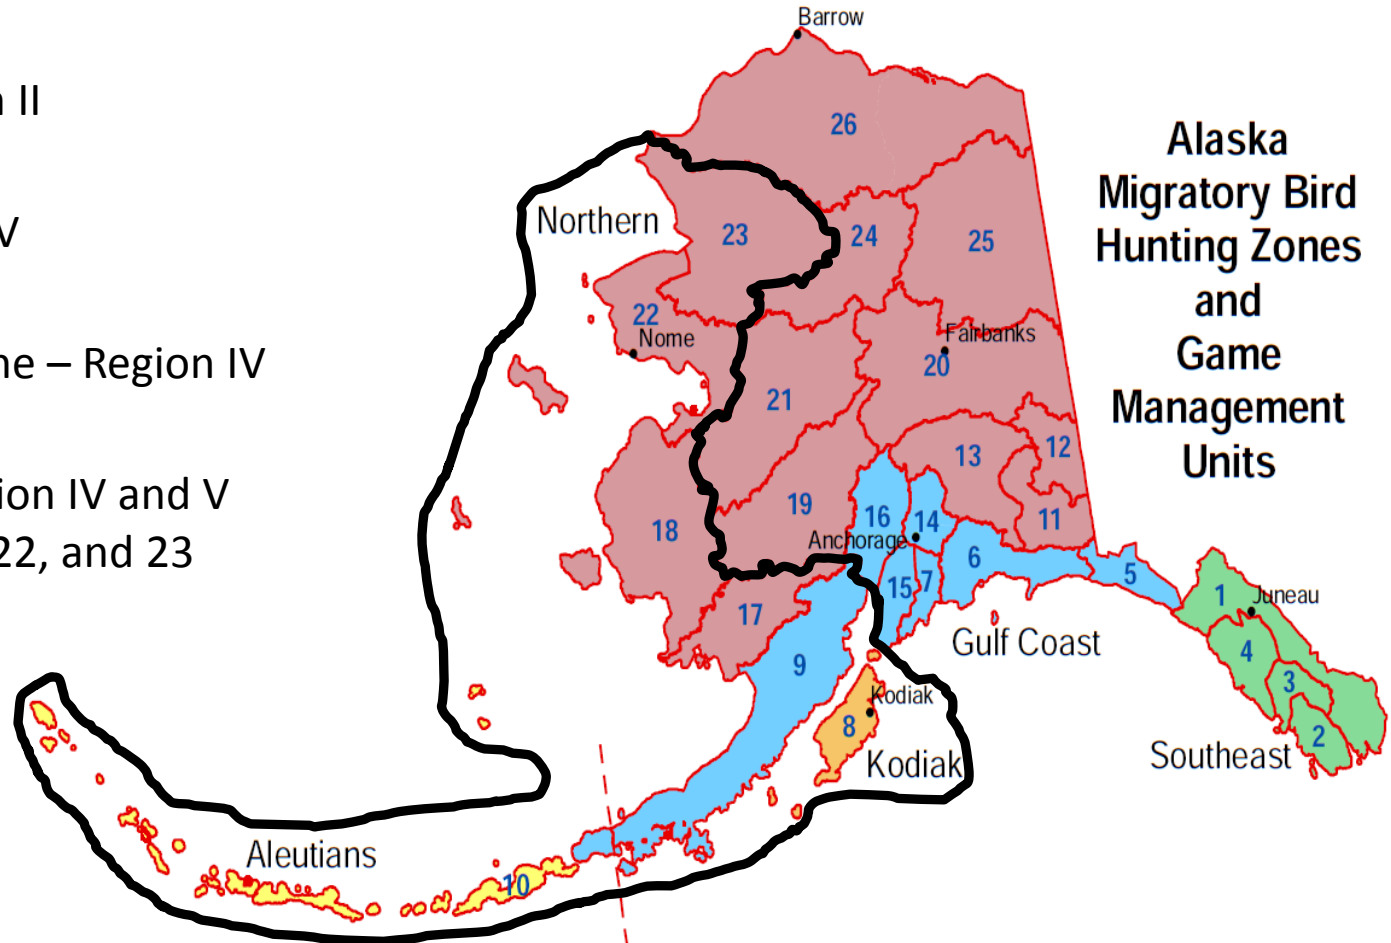 n II
V
ne – Region IV
ion IV and V
22, and 23
Alaska
Migratory Bird
Hunting Zones
and
Game
Management
Units
Barrow
26
Northern
23
24
25
22
Nome
Fairbanks
20
21
13
12
19
16
14
11
18
Anchorage
6
5
15
7
17
1
Juneau
Gulf Coast
4
9
3
Kodiak
8
2
Kodiak
Southeast
Aleutians
10